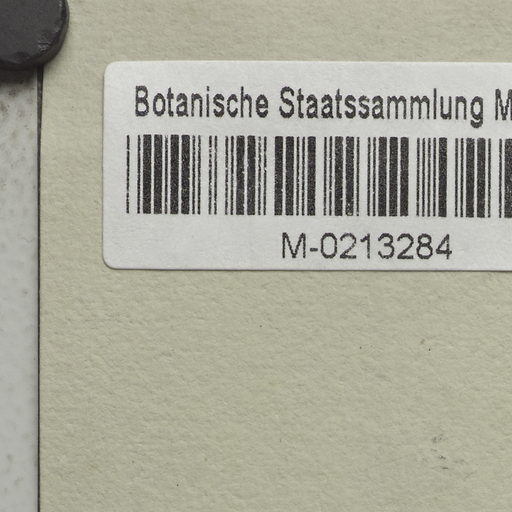 Botanische Staatssammlung M
M-0213284